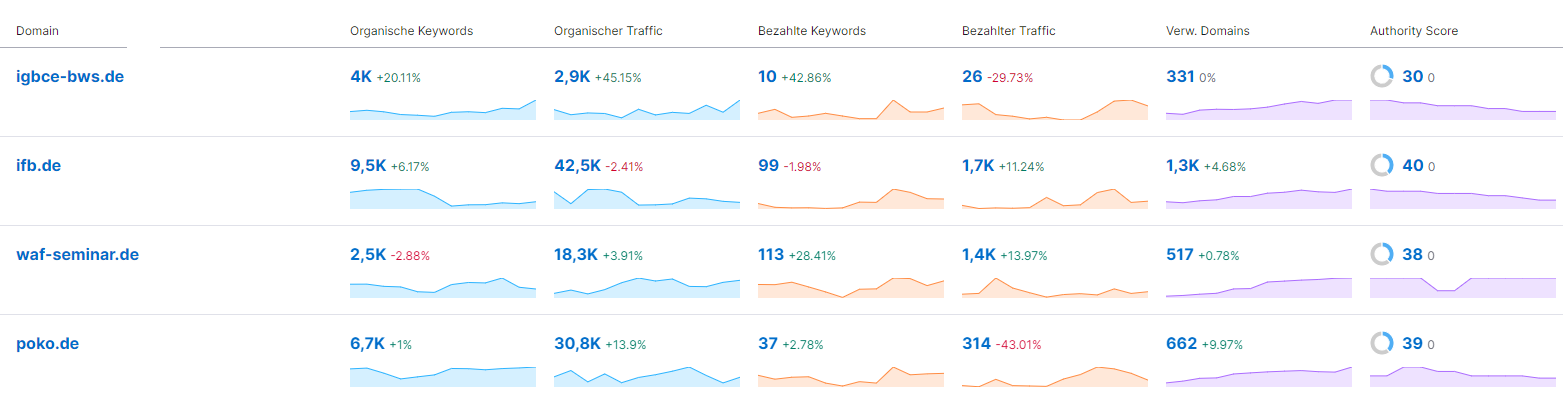 Domain Organische Keywords Organischer Traffic Bezahlte Keywords Bezahlter Traffic Verw. Domains Authority Score
igbce-bws.de 4K +20.11% 2,9K +45.15% 10 +42.86% 26 -29.73% 331 0% 30 0
ifb.de 9,5K +6.17% 42,5K -2.41% 99 -1.98% 1,7K +11.24% 1,3K +4.68% 40 0
waf-seminar.de 2,5K -2.88% 18,3K +3.91% 113 +28.41% 1,4K +13.97% 517 +0.78% 38 0
poko.de 6,7K +1% 30,8K +13.9% 37 +2.78% 314 -43.01% 662 +9.97% 39 0